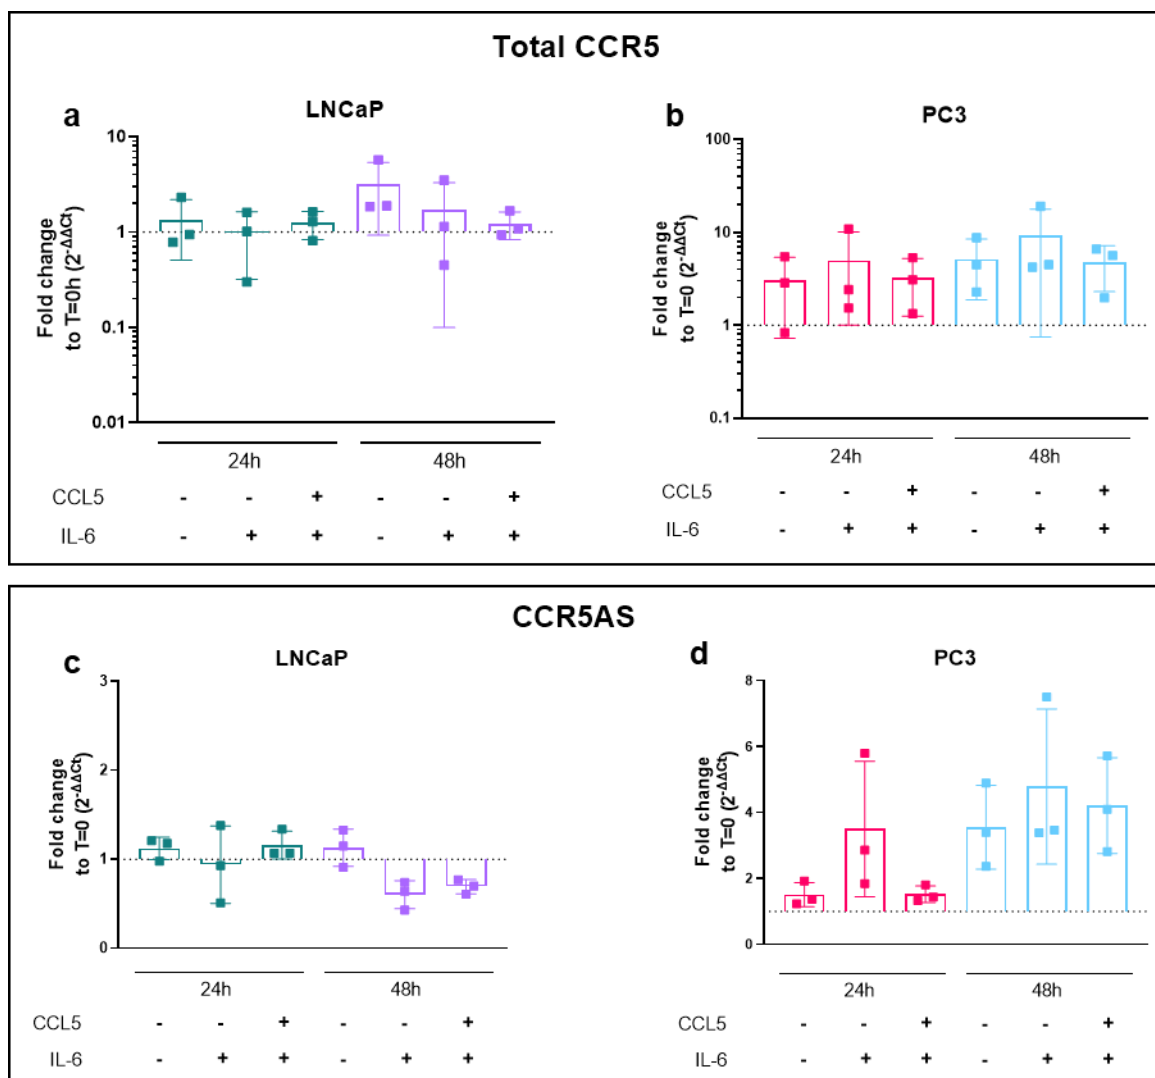 Total CCR5
a
LNCaP
Fold change
to T=0h (2-ΔΔCt)
10
1
0.1
0.01
24h
48h
CCL5 - - + - - +
IL-6 - + + - + +
b
PC3
Fold change
to T=0 (2-ΔΔCt)
100
10
1
0.1
24h
48h
CCL5 - - + - - +
IL-6 - + + - + +
CCR5AS
c
LNCaP
Fold change
to T=0 (2-ΔΔCt)
3
2
1
0
24h
48h
CCL5 - - + - - +
IL-6 - + + - + +
d
PC3
Fold change
to T=0 (2-ΔΔCt)
8
6
4
2
0
24h
48h
CCL5 - - + - - +
IL-6 - + + - + +